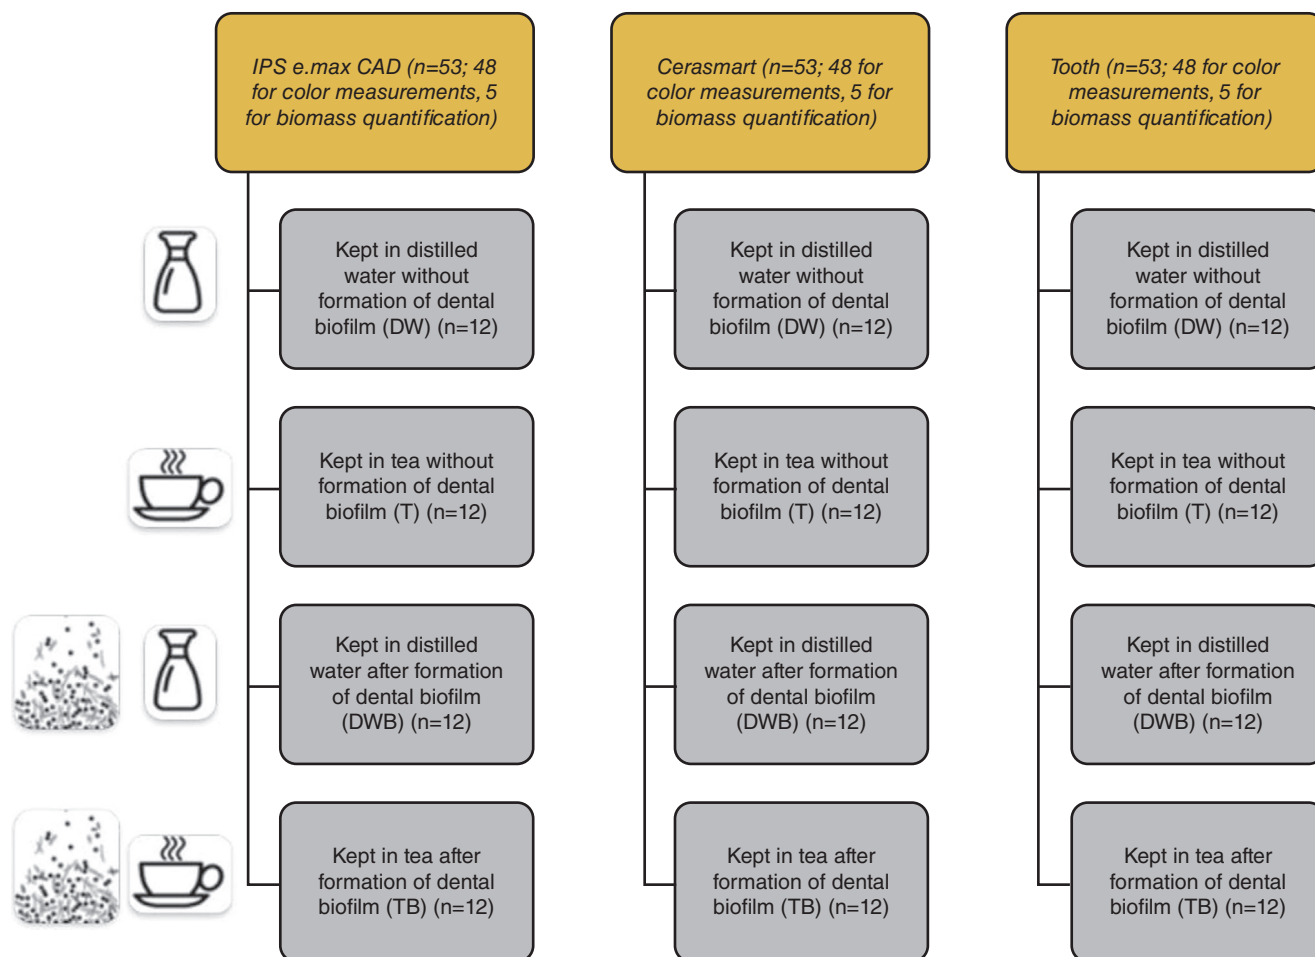 IPS e.max CAD (n=53; 48
for color measurements, 5
for biomass quantification)
Cerasmart (n=53; 48 for
color measurements, 5 for
biomass quantification)
Tooth (n=53; 48 for color
measurements, 5 for
biomass quantification)
Kept in distilled
water without
formation of dental
biofilm (DW) (n=12)
Kept in distilled
water without
formation of dental
biofilm (DW) (n=12)
Kept in distilled
water without
formation of dental
biofilm (DW) (n=12)
Kept in tea without
formation of dental
biofilm (T) (n=12)
Kept in tea without
formation of dental
biofilm (T) (n=12)
Kept in tea without
formation of dental
biofilm (T) (n=12)
Kept in distilled
water after formation
of dental biofilm
(DWB) (n=12)
Kept in distilled
water after formation
of dental biofilm
(DWB) (n=12)
Kept in distilled
water after formation
of dental biofilm
(DWB) (n=12)
Kept in tea after
formation of dental
biofilm (TB) (n=12)
Kept in tea after
formation of dental
biofilm (TB) (n=12)
Kept in tea after
formation of dental
biofilm (TB) (n=12)